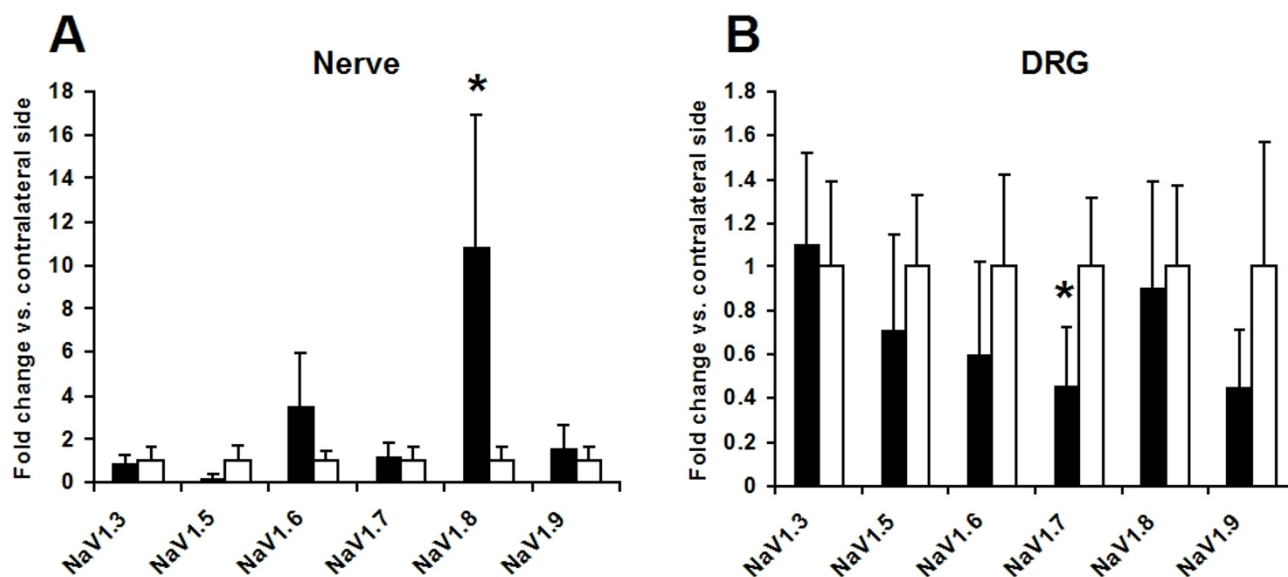 A
Nerve
Fold change vs. contralateral side
18
16
14
12
10
8
6
4
2
0
*
NaV1.3
NaV1.5
NaV1.6
NaV1.7
NaV1.8
NaV1.9
B
DRG
Fold change vs. contralateral side
1.8
1.6
1.4
1.2
1
0.8
0.6
0.4
0.2
0
*
NaV1.3
NaV1.5
NaV1.6
NaV1.7
NaV1.8
NaV1.9